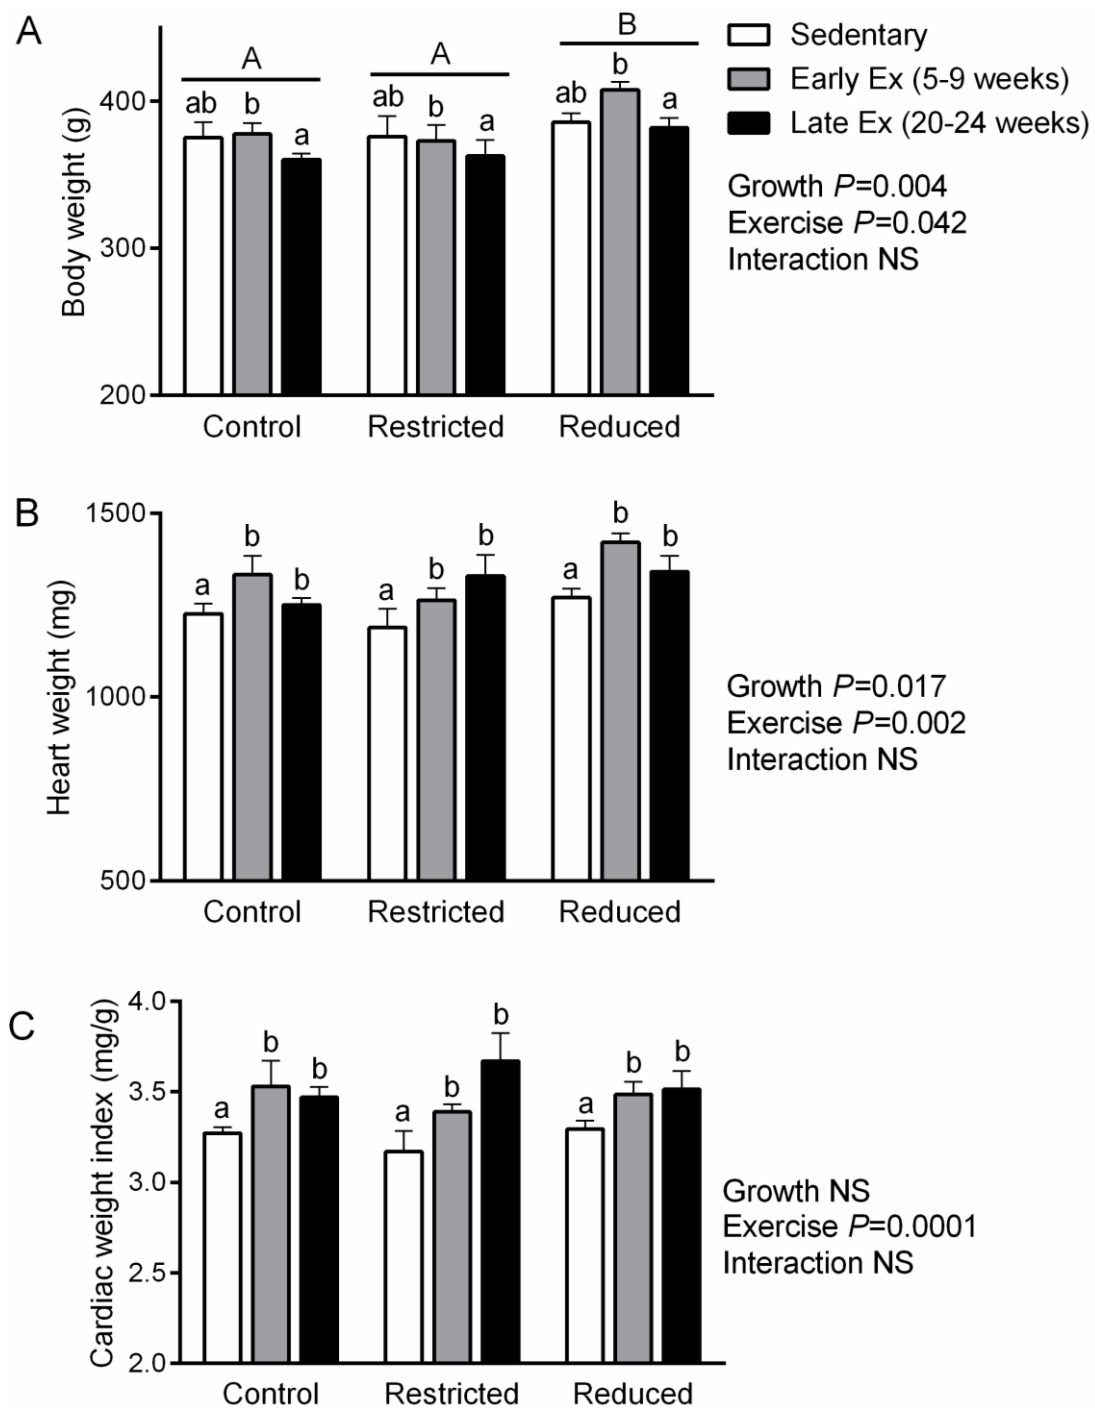 A
Body weight (g)
400
300
200
A
A
B
ab
b
a
ab
b
a
ab
b
a
Control
Restricted
Reduced
Sedentary
Early Ex (5-9 weeks)
Late Ex (20-24 weeks)
Growth P=0.004
Exercise P=0.042
Interaction NS
B
Heart weight (mg)
1500
1000
500
a
b
b
a
b
b
a
b
b
Control
Restricted
Reduced
Growth P=0.017
Exercise P=0.002
Interaction NS
C
Cardiac weight index (mg/g)
4.0
3.5
3.0
2.5
2.0
a
b
b
a
b
b
a
b
b
Control
Restricted
Reduced
Growth NS
Exercise P=0.0001
Interaction NS